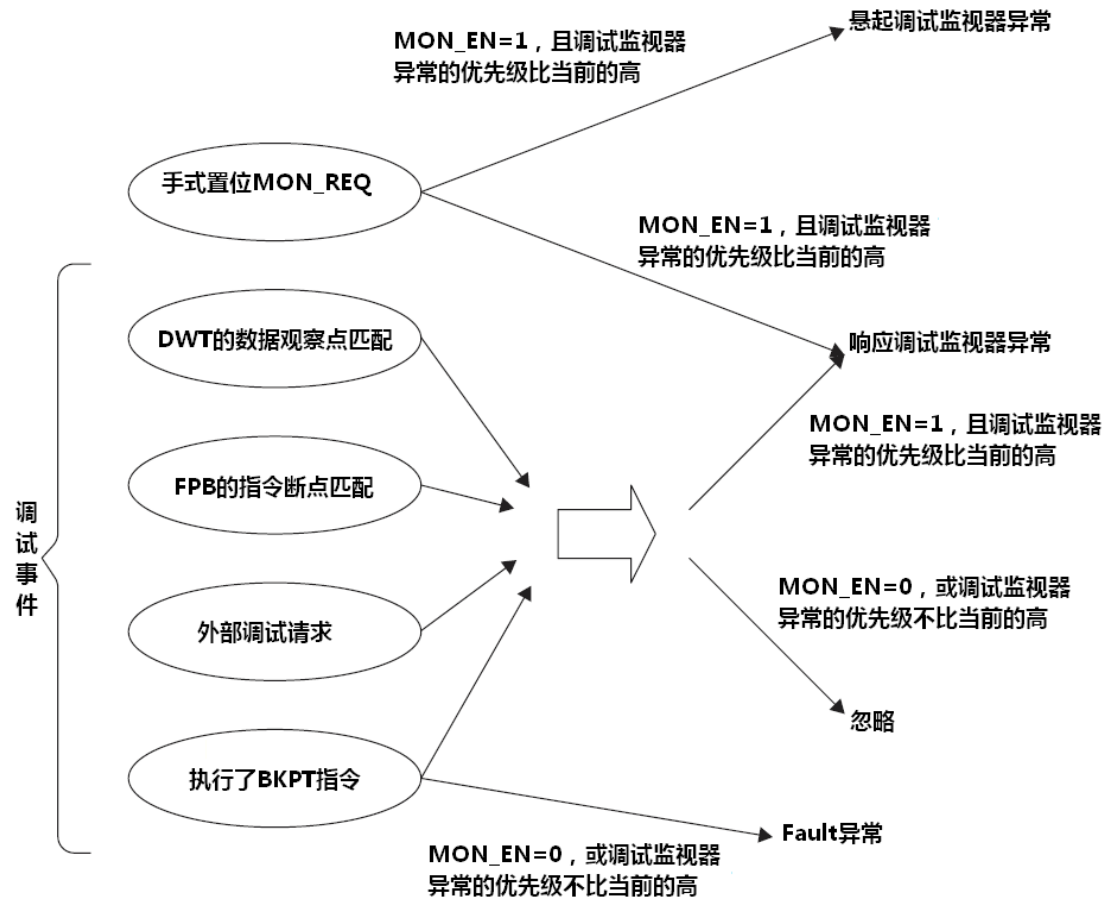 悬起调试监视器异常
MON_EN=1，且调试监视器
异常的优先级比当前的高
手式置位MON_REQ
MON_EN=1，且调试监视器
异常的优先级比当前的高
DWT的数据观察点匹配
响应调试监视器异常
MON_EN=1，且调试监视器
异常的优先级比当前的高
FPB的指令断点匹配
调试事件
MON_EN=0，或调试监视器
异常的优先级不比当前的高
外部调试请求
忽略
执行了BKPT指令
Fault异常
MON_EN=0，或调试监视器
异常的优先级不比当前的高